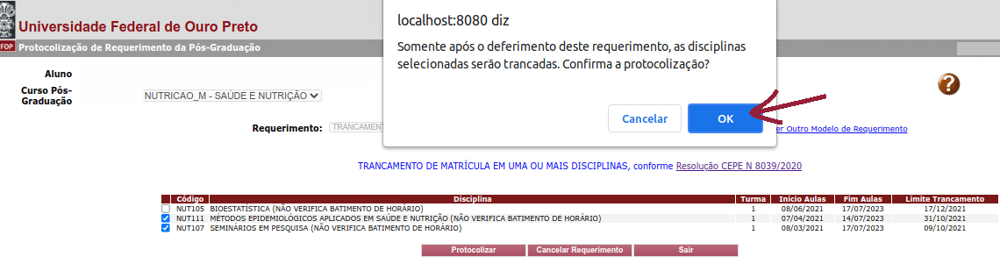 Universidade Federal de Ouro Preto
FOP
Protocolização de Requerimento da Pós-Graduação
localhost:8080 diz
Somente após o deferimento deste requerimento, as disciplinas
selecionadas serão trancadas. Confirma a protocolização?
Cancelar OK
?
Aluno
Curso Pós-
Graduação
NUTRICAO_M - SAÚDE E NUTRIÇÃO
Requerimento: Outro Modelo de Requerimento
TRANCAMENTO DE MATRÍCULA EM UMA OU MAIS DISCIPLINAS, conforme Resolução CEPE N 8039/2020
Código Disciplina Turma Início Aulas Fim Aulas Limite Trancamento
NUT105 BIOESTATÍSTICA (NÃO VERIFICA BATIMENTO DE HORÁRIO) 1 08/06/2021 17/07/2023 17/12/2021
NUT111 MÉTODOS EPIDEMIOLÓGICOS APLICADOS EM SAÚDE E NUTRIÇÃO (NÃO VERIFICA BATIMENTO DE HORÁRIO) 1 07/04/2021 14/07/2023 31/10/2021
NUT107 SEMINÁRIOS EM PESQUISA (NÃO VERIFICA BATIMENTO DE HORÁRIO) 1 08/03/2021 17/07/2023 09/10/2021
Protocolizar Cancelar Requerimento Sair